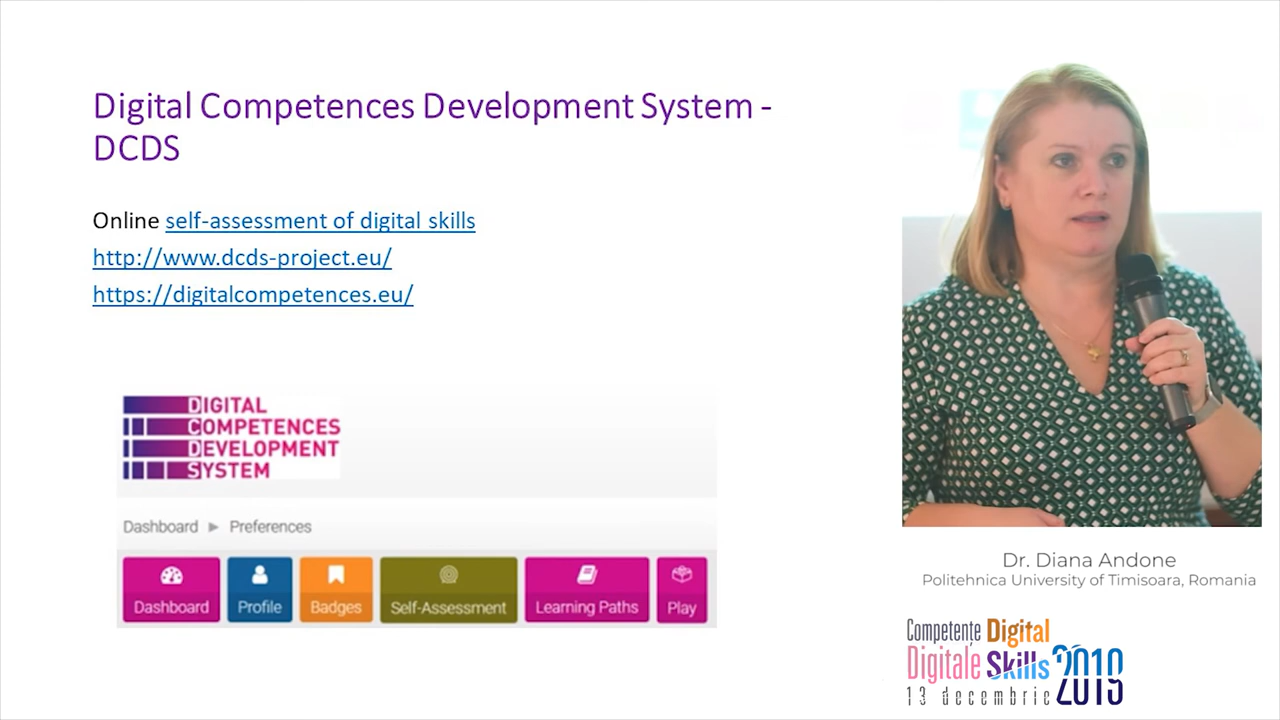 Digital Competences Development System -
DCDS
Online self-assessment of digital skills
http://www.dcds-project.eu/
https://digitalcompetences.eu/
DIGITAL
COMPETENCES
DEVELOPMENT
SYSTEM
Dashboard ► Preferences
Dashboard
Profile
Badges
Self-Assessment
Learning Paths
Play
Dr. Diana Andone
Politehnica University of Timisoara, Romania
Competențe Digital
Digitale Skills 2019
13 decembrie